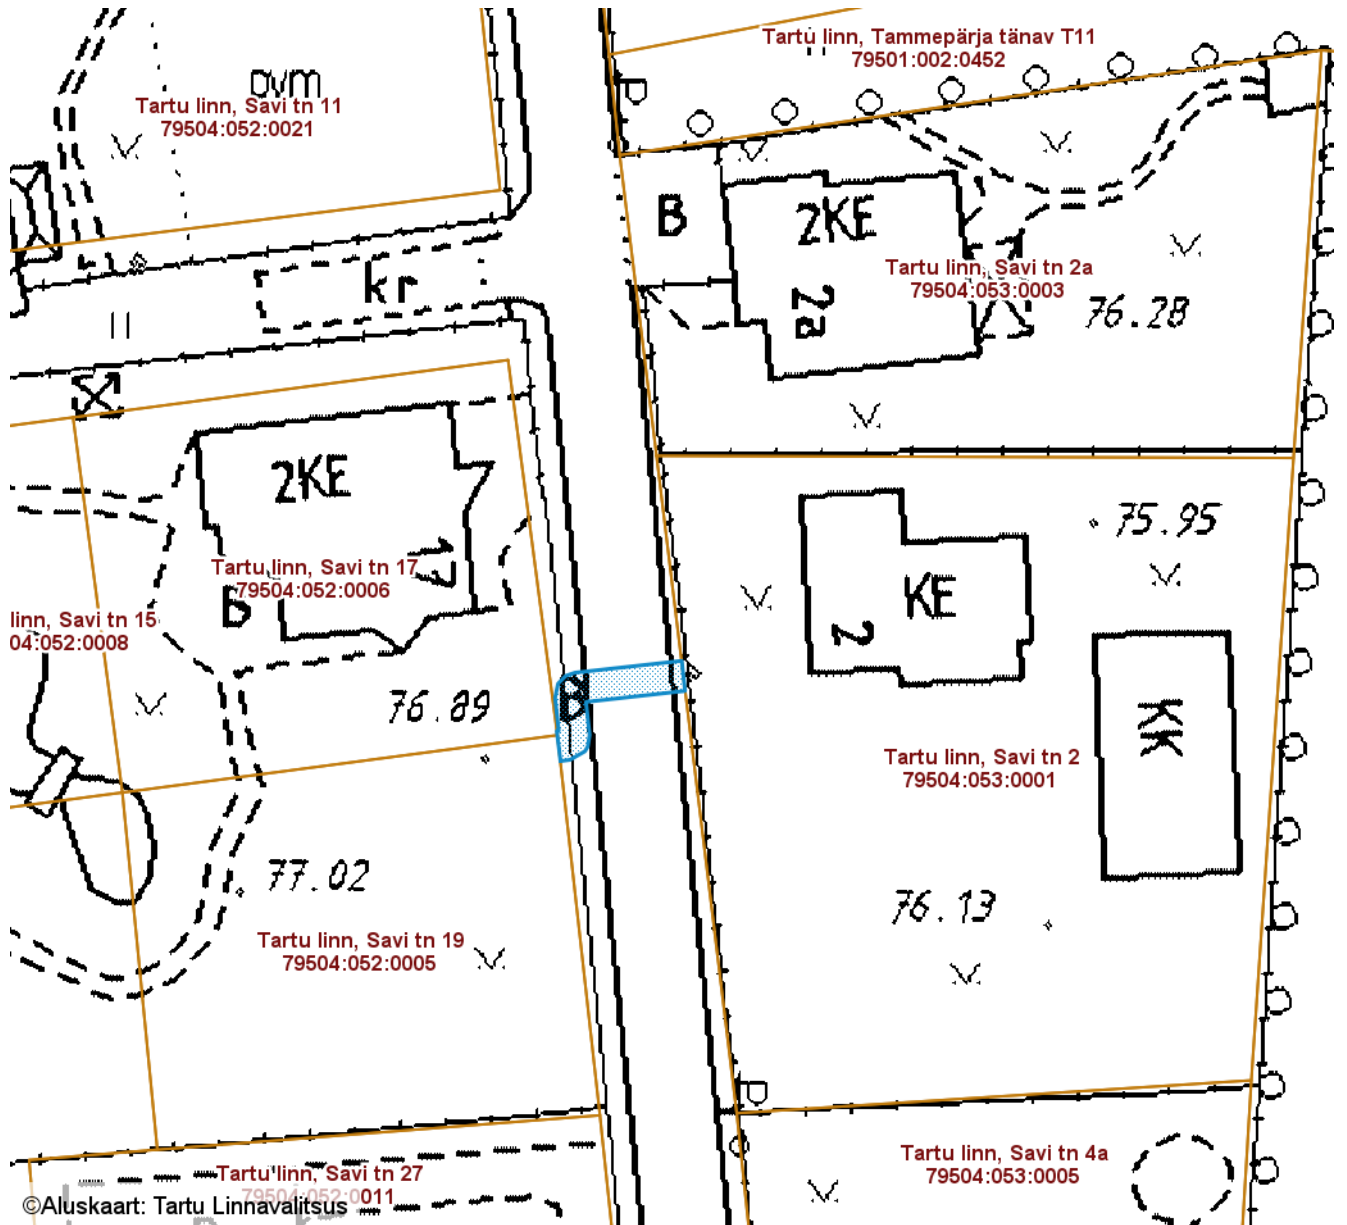 Tartu linn, Tammepärja tänav T11
79501:002:0452
P
ovm
Tartu linn, Savi tn 11
79504:052:0021
B
2KE
Tartu linn, Savi tn 2a
79504:053:0003
2a
76.28
kr
2KE
17
Tartu linn, Savi tn 17
79504:052:0006
B
linn, Savi tn 15
04:052:0008
75.95
KE
2
76.89
B
KK
Tartu linn, Savi tn 2
79504:053:0001
77.02
76.13
Tartu linn, Savi tn 19
79504:052:0005
P
Tartu linn, Savi tn 4a
79504:053:0005
Tartu linn, Savi tn 27
79504:052:0011
©Aluskaart: Tartu Linnavalitsus